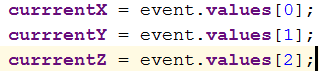 currrentX = event.values[0];
currrentY = event.values[1];
currrentZ = event.values[2];